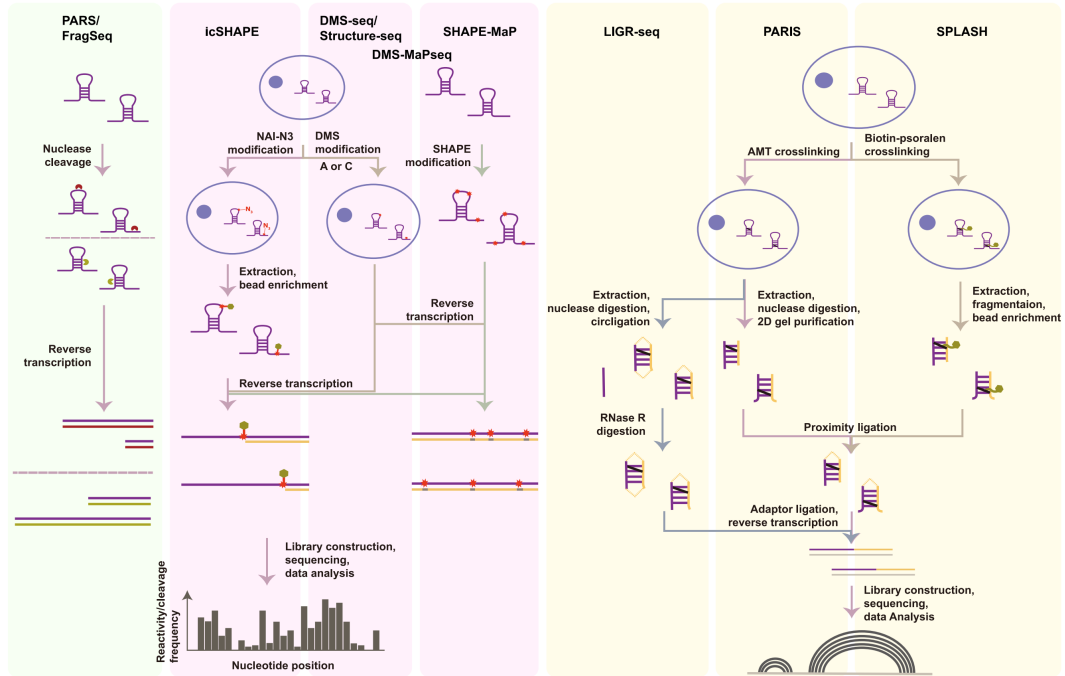 PARS/
FragSeq
icSHAPE
DMS-seq/
Structure-seq
DMS-MaPseq
SHAPE-MaP
LIGR-seq
PARIS
SPLASH
Nuclease
cleavage
NAI-N3
modification
DMS
modification
A or C
SHAPE
modification
AMT crosslinking
Biotin-psoralen
crosslinking
N3
N3
Extraction,
bead enrichment
Reverse
transcription
Extraction,
nuclease digestion,
circligation
Extraction,
nuclease digestion,
2D gel purification
Extraction,
fragmentaion,
bead enrichment
Reverse
transcription
Reverse transcription
RNase R
digestion
Proximity ligation
Adaptor ligation,
reverse transcription
Library construction,
sequencing,
data analysis
Library construction,
sequencing,
data Analysis
Reactivity/cleavage
frequency
Nucleotide position